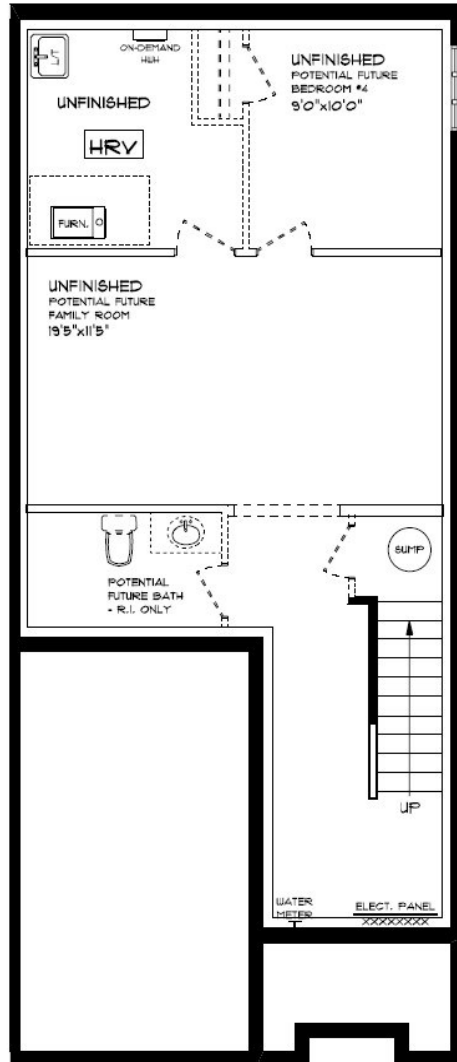 L/T
ON-DEMAND
HWH
UNFINISHED
POTENTIAL FUTURE
BEDROOM #4
9'0"x10'0"
UNFINISHED
HRV
FURN.
UNFINISHED
POTENTIAL FUTURE
FAMILY ROOM
19'5"x11'5"
SUMP
POTENTIAL
FUTURE BATH
- R.I. ONLY
UP
WATER
METER
ELECT. PANEL